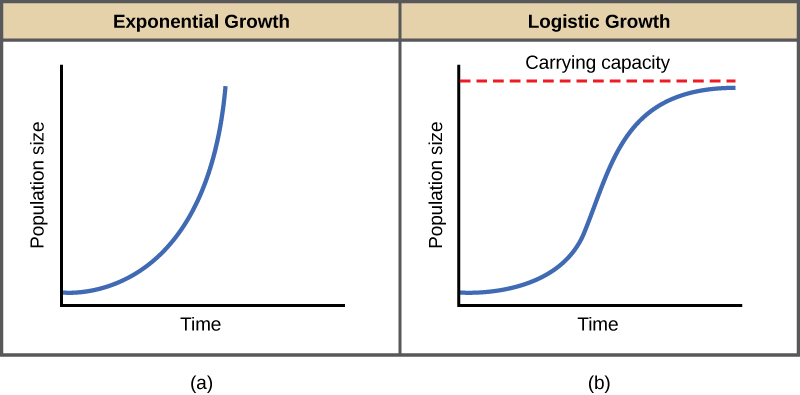 Exponential Growth
Population size
Time
(a)
Logistic Growth
Carrying capacity
Population size
Time
(b)